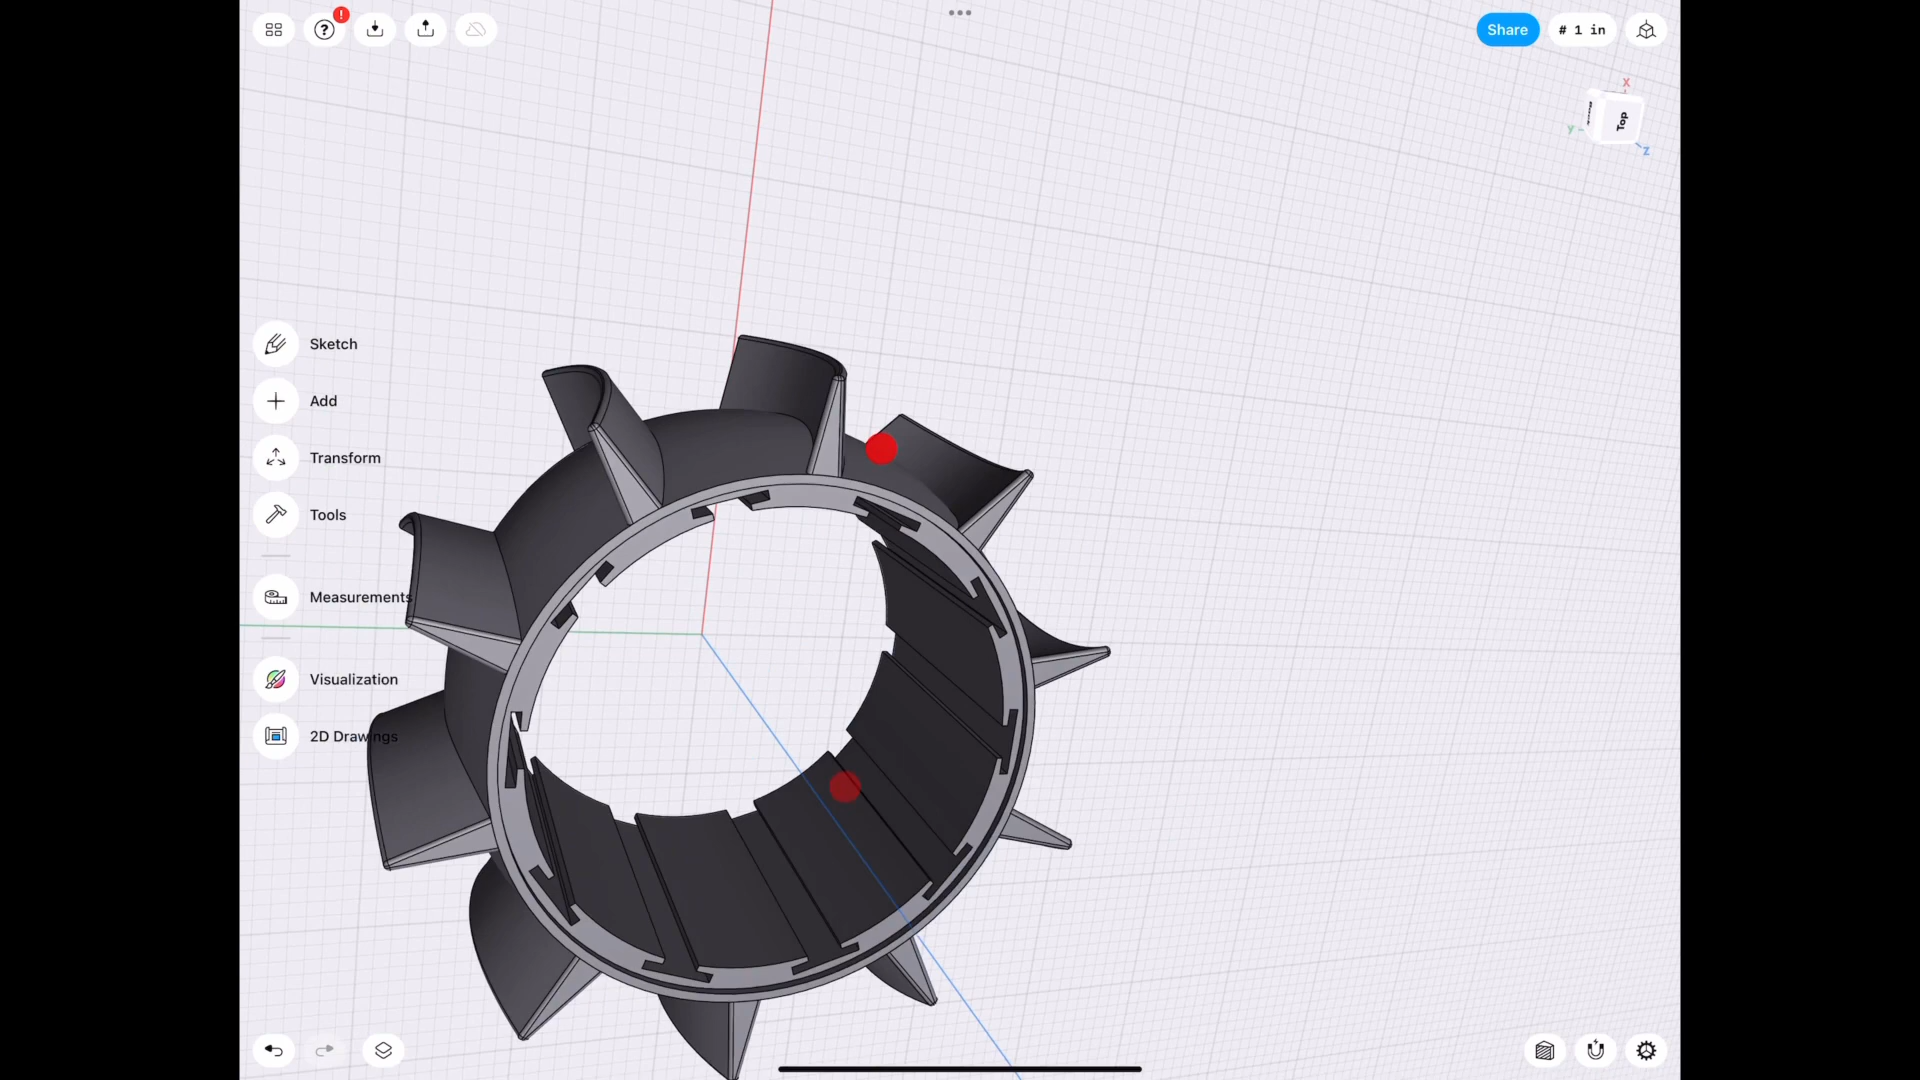 Share
# 1 in
X
Top
Y
Z
Sketch
Add
Transform
Tools
Measurements
Visualization
2D Drawings